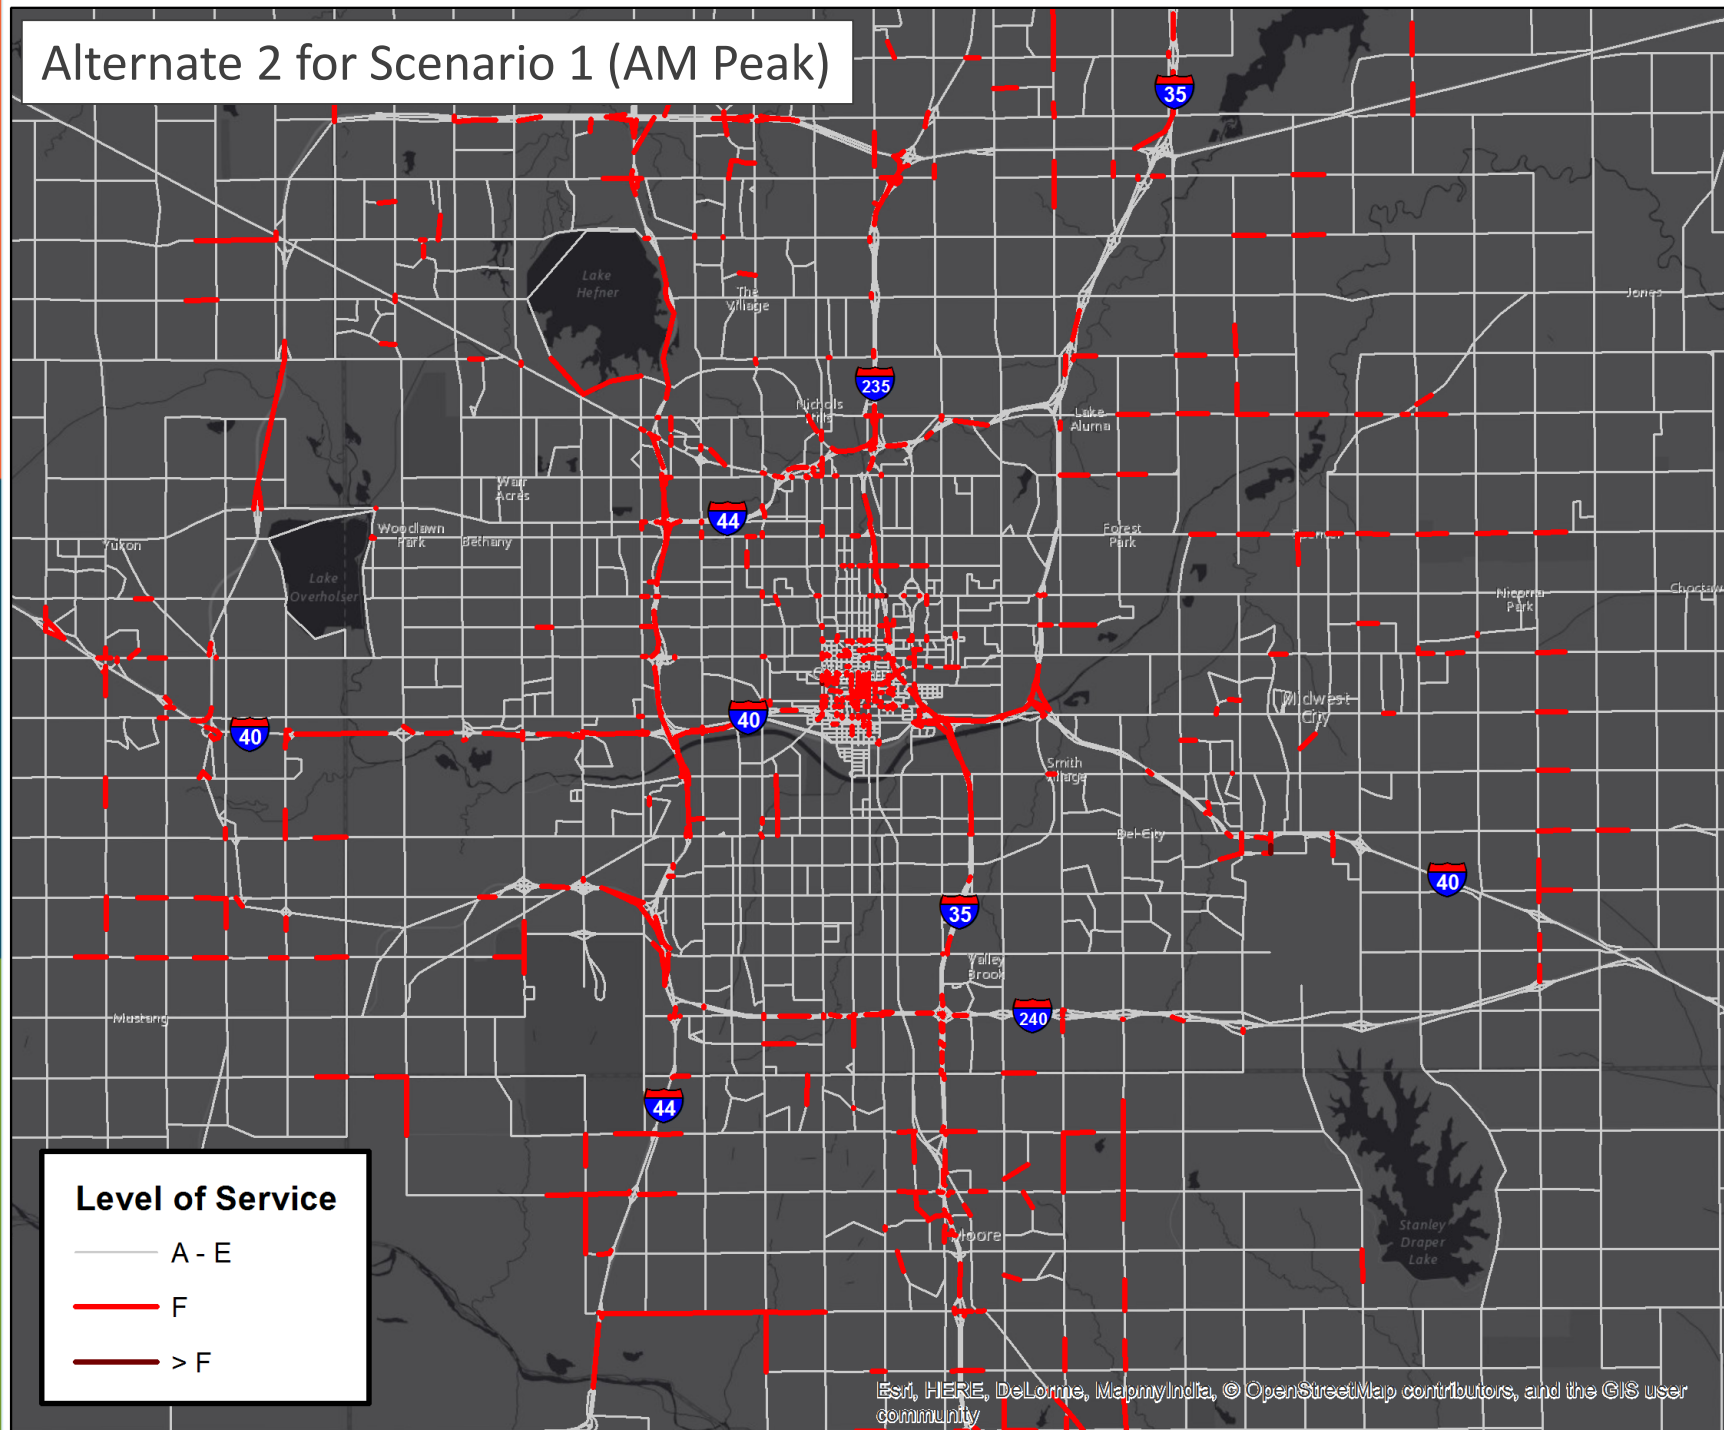 Alternate 2 for Scenario 1 (AM Peak)
35
Lake
Hefner
The
Village
Jones
235
Nichols
Hills
Lake
Aluma
Warr
Acres
44
Woodlawn
Park
Bethany
Yukon
Forest
Park
Lake
Overholser
Nicoma
Park
Choctaw
Midwest
City
40
40
Smith
Village
Del City
40
35
Valley
Brook
240
Mustang
44
Moore
Stanley
Draper
Lake
Level of Service
A - E
F
> F
Esri, HERE, DeLorme, MapmyIndia, © OpenStreetMap contributors, and the GIS user
community